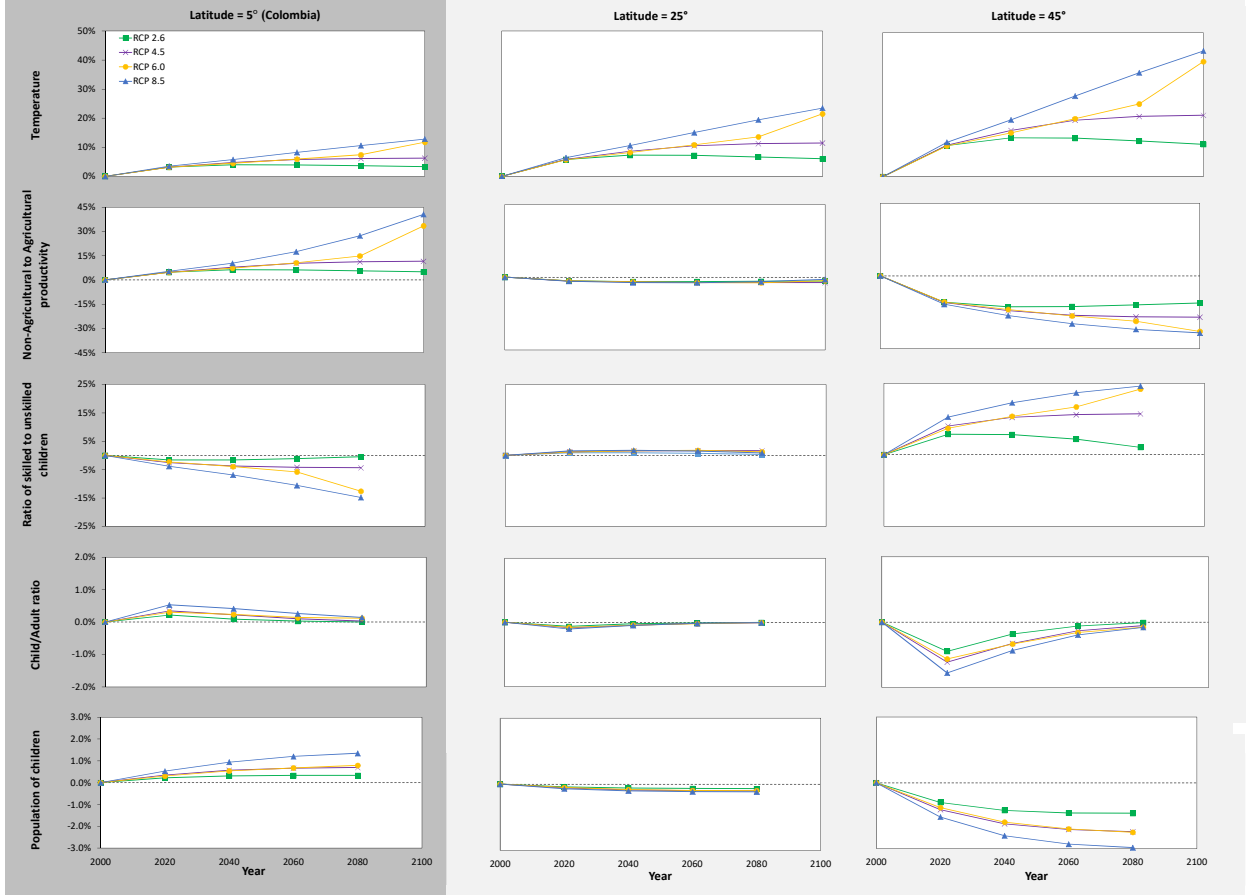 Latitude = 5° (Colombia)
Latitude = 25°
Latitude = 45°
Temperature
50%
40%
30%
20%
10%
0%
RCP 2.6
RCP 4.5
RCP 6.0
RCP 8.5
Non-Agricultural to Agricultural
productivity
45%
30%
15%
0%
-15%
-30%
-45%
Ratio of skilled to unskilled
children
25%
15%
5%
-5%
-15%
-25%
Child/Adult ratio
2.0%
1.0%
0.0%
-1.0%
-2.0%
Population of children
3.0%
2.0%
1.0%
0.0%
-1.0%
-2.0%
-3.0%
2000 2020 2040 2060 2080 2100
Year
2000 2020 2040 2060 2080 2100
Year
2000 2020 2040 2060 2080 2100
Year